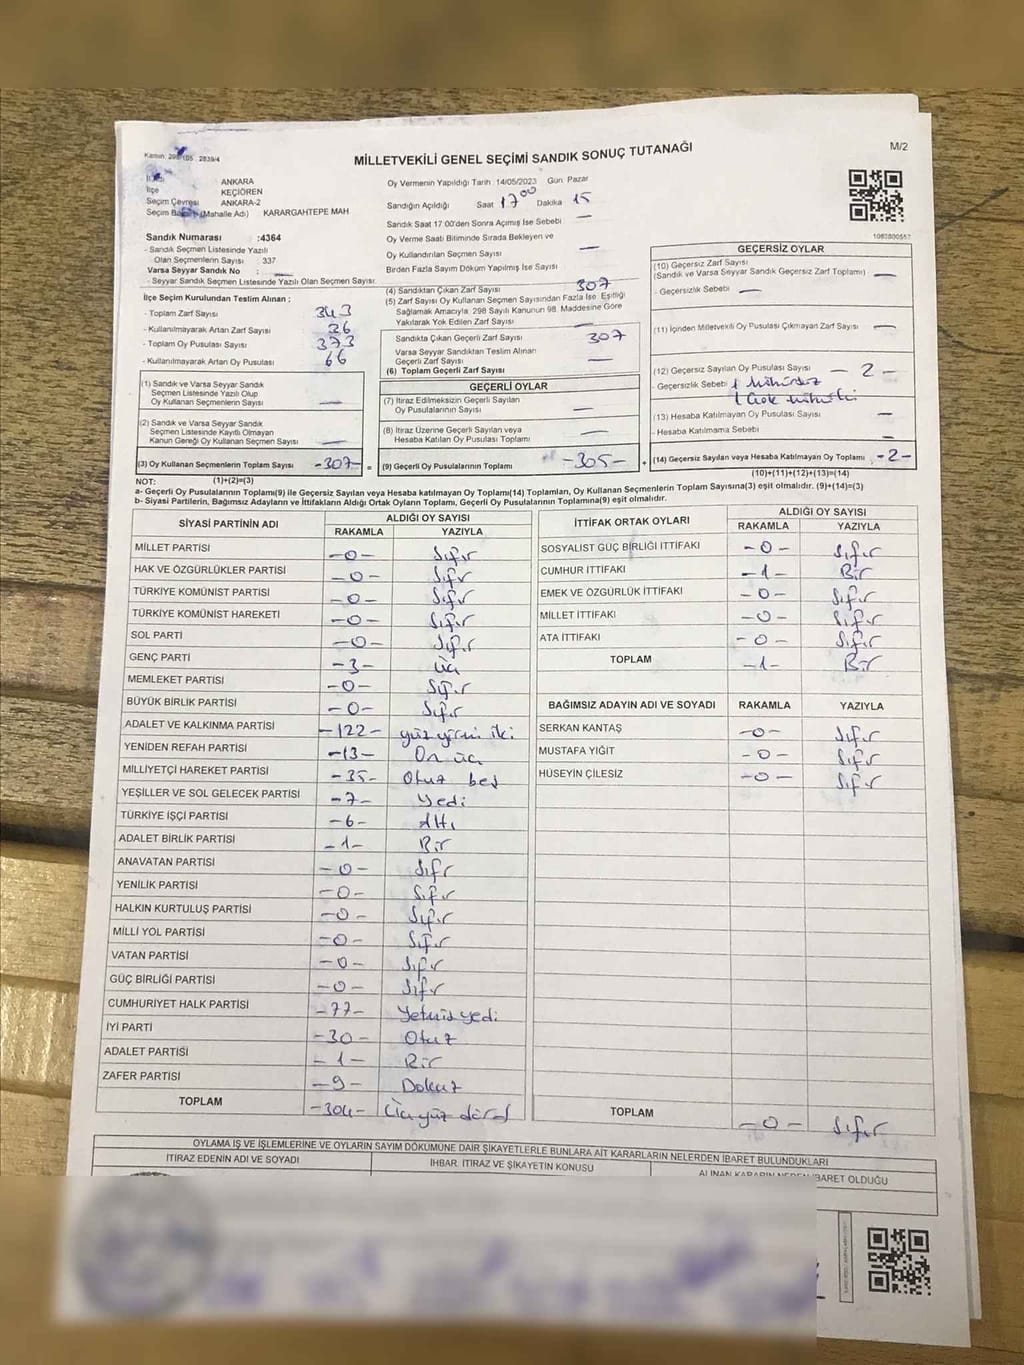 Kanun: 298/105 2839/4
MİLLETVEKİLİ GENEL SEÇİMİ SANDIK SONUÇ TUTANAĞI
M/2
ANKARA
İlçe KEÇİÖREN
Seçim Çevresi ANKARA-2
(Mahalle Adı) KARARGAHTEPE MAH
Sandık Numarası :4364
- Sandık Seçmen Listesinde Yazılı
Olan Seçmenlerin Sayısı : 337
Varsa Seyyar Sandık No : —
- Seyyar Sandık Seçmen Listesinde Yazılı Olan Seçmen Sayısı:
Oy Vermenin Yapıldığı Tarih :14/05/2023 Gün Pazar
Sandığın Açıldığı Saat 17 00 Dakika 15
Sandık Saat 17 00'den Sonra Açılmış İse Sebebi —
Oy Verme Saati Bitiminde Sırada Bekleyen ve
Oy Kullandırılan Seçmen Sayısı —
Birden Fazla Sayım Döküm Yapılmış İse Sayısı
1083800557
İlçe Seçim Kurulundan Teslim Alınan :
- Toplam Zarf Sayısı 343
- Kullanılmayarak Artan Zarf Sayısı 36
- Toplam Oy Pusulası Sayısı 373
- Kullanılmayarak Artan Oy Pusulası 66
(4) Sandıktan Çıkan Zarf Sayısı 307
(5) Zarf Sayısı Oy Kullanan Seçmen Sayısından Fazla İse, Eşitliği
Sağlamak Amacıyla, 298 Sayılı Kanunun 98. Maddesine Göre
Yakılarak Yok Edilen Zarf Sayısı —
Sandıkta Çıkan Geçerli Zarf Sayısı 307
Varsa Seyyar Sandıktan Teslim Alınan
Geçerli Zarf Sayısı —
(6) Toplam Geçerli Zarf Sayısı
GEÇERSİZ OYLAR
(10) Geçersiz Zarf Sayısı
(Sandık ve Varsa Seyyar Sandık Geçersiz Zarf Toplamı) —
- Geçersizlik Sebebi —
(11) İçinden Milletvekili Oy Pusulası Çıkmayan Zarf Sayısı —
(12) Geçersiz Sayılan Oy Pusulası Sayısı — 2 —
- Geçersizlik Sebebi 1 mühürsüz
1 çok mühürlü
(13) Hesaba Katılmayan Oy Pusulası Sayısı —
- Hesaba Katılmama Sebebi —
(14) Geçersiz Sayılan veya Hesaba katılmayan Oy Toplamı -2-
(10)+(11)+(12)+(13)=(14)
(1) Sandık ve Varsa Seyyar Sandık
Seçmen Listesinde Yazılı Olup
Oy Kullanan Seçmenlerin Sayısı —
(2) Sandık ve Varsa Seyyar Sandık
Seçmen Listesinde Kayıtlı Olmayan
Kanun Gereği Oy Kullanan Seçmen Sayısı —
(3) Oy Kullanan Seçmenlerin Toplam Sayısı -307- =
(1)+(2)=(3)
GEÇERLİ OYLAR
(7) İtiraz Edilmeksizin Geçerli Sayılan
Oy Pusulalarının Sayısı —
(8) İtiraz Üzerine Geçerli Sayılan veya
Hesaba Katılan Oy Pusulası Toplamı —
(9) Geçerli Oy Pusulalarının Toplamı -305- +
NOT:
a- Geçerli Oy Pusulalarının Toplamı(9) ile Geçersiz Sayılan veya Hesaba katılmayan Oy Toplamı(14) Toplamları, Oy Kullanan Seçmenlerin Toplam Sayısına(3) eşit olmalıdır. (9)+(14)=(3)
b- Siyasi Partilerin, Bağımsız Adayların ve İttifakların Aldığı Ortak Oyların Toplamı, Geçerli Oy Pusulalarının Toplamına(9) eşit olmalıdır.
SİYASİ PARTİNİN ADI ALDIĞI OY SAYISI
RAKAMLA YAZIYLA
MİLLET PARTİSİ -0- Sıfır
HAK VE ÖZGÜRLÜKLER PARTİSİ -0- Sıfır
TÜRKİYE KOMÜNİST PARTİSİ -0- Sıfır
TÜRKİYE KOMÜNİST HAREKETİ -0- Sıfır
SOL PARTİ -0- Sıfır
GENÇ PARTİ -3- Üç
MEMLEKET PARTİSİ -0- Sıfır
BÜYÜK BİRLİK PARTİSİ -0- Sıfır
ADALET VE KALKINMA PARTİSİ -122- yüz yirmi iki
YENİDEN REFAH PARTİSİ -13- On üç
MİLLİYETÇİ HAREKET PARTİSİ -35- Otuz beş
YEŞİLLER VE SOL GELECEK PARTİSİ -7- Yedi
TÜRKİYE İŞÇİ PARTİSİ -6- Altı
ADALET BİRLİK PARTİSİ -1- Bir
ANAVATAN PARTİSİ -0- Sıfır
YENİLİK PARTİSİ -0- Sıfır
HALKIN KURTULUŞ PARTİSİ -0- Sıfır
MİLLİ YOL PARTİSİ -0- Sıfır
VATAN PARTİSİ -0- Sıfır
GÜÇ BİRLİĞİ PARTİSİ -0- Sıfır
CUMHURİYET HALK PARTİSİ -77- Yetmiş yedi
İYİ PARTİ -30- Otuz
ADALET PARTİSİ -1- Bir
ZAFER PARTİSİ -9- Dokuz
TOPLAM -304- Üç yüz dört
İTTİFAK ORTAK OYLARI ALDIĞI OY SAYISI
RAKAMLA YAZIYLA
SOSYALİST GÜÇ BİRLİĞİ İTTİFAKI -0- Sıfır
CUMHUR İTTİFAKI -1- Bir
EMEK VE ÖZGÜRLÜK İTTİFAKI -0- Sıfır
MİLLET İTTİFAKI -0- Sıfır
ATA İTTİFAKI -0- Sıfır
TOPLAM -1- Bir
BAĞIMSIZ ADAYIN ADI VE SOYADI RAKAMLA YAZIYLA
SERKAN KANTAŞ -0- Sıfır
MUSTAFA YİĞİT -0- Sıfır
HÜSEYİN ÇİLESİZ -0- Sıfır
TOPLAM -0- Sıfır
OYLAMA İŞ VE İŞLEMLERİNE VE OYLARIN SAYIM DÖKÜMÜNE DAİR ŞİKAYETLERLE BUNLARA AİT KARARLARIN NELERDEN İBARET BULUNDUKLARI
İTİRAZ EDENİN ADI VE SOYADI İHBAR, İTİRAZ VE ŞİKAYETİN KONUSU ALINAN KARARIN NEDEN İBARET OLDUĞU